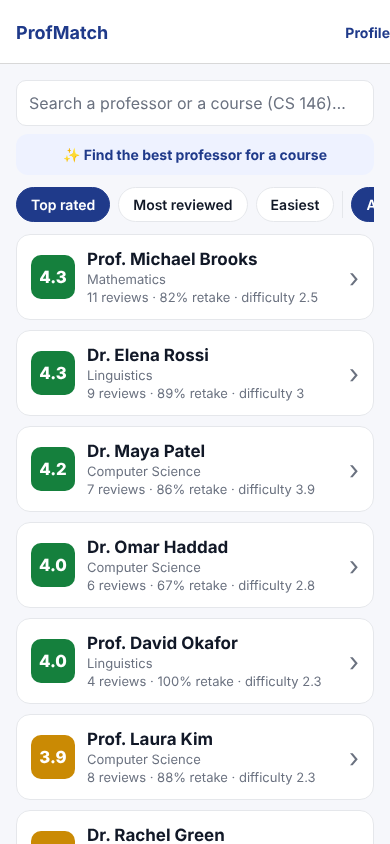 ProfMatch
Profile
Search a professor or a course (CS 146)...
✨ Find the best professor for a course
Top rated
Most reviewed
Easiest
A
4.3
Prof. Michael Brooks
Mathematics
11 reviews · 82% retake · difficulty 2.5
4.3
Dr. Elena Rossi
Linguistics
9 reviews · 89% retake · difficulty 3
4.2
Dr. Maya Patel
Computer Science
7 reviews · 86% retake · difficulty 3.9
4.0
Dr. Omar Haddad
Computer Science
6 reviews · 67% retake · difficulty 2.8
4.0
Prof. David Okafor
Linguistics
4 reviews · 100% retake · difficulty 2.3
3.9
Prof. Laura Kim
Computer Science
8 reviews · 88% retake · difficulty 2.3
Dr. Rachel Green